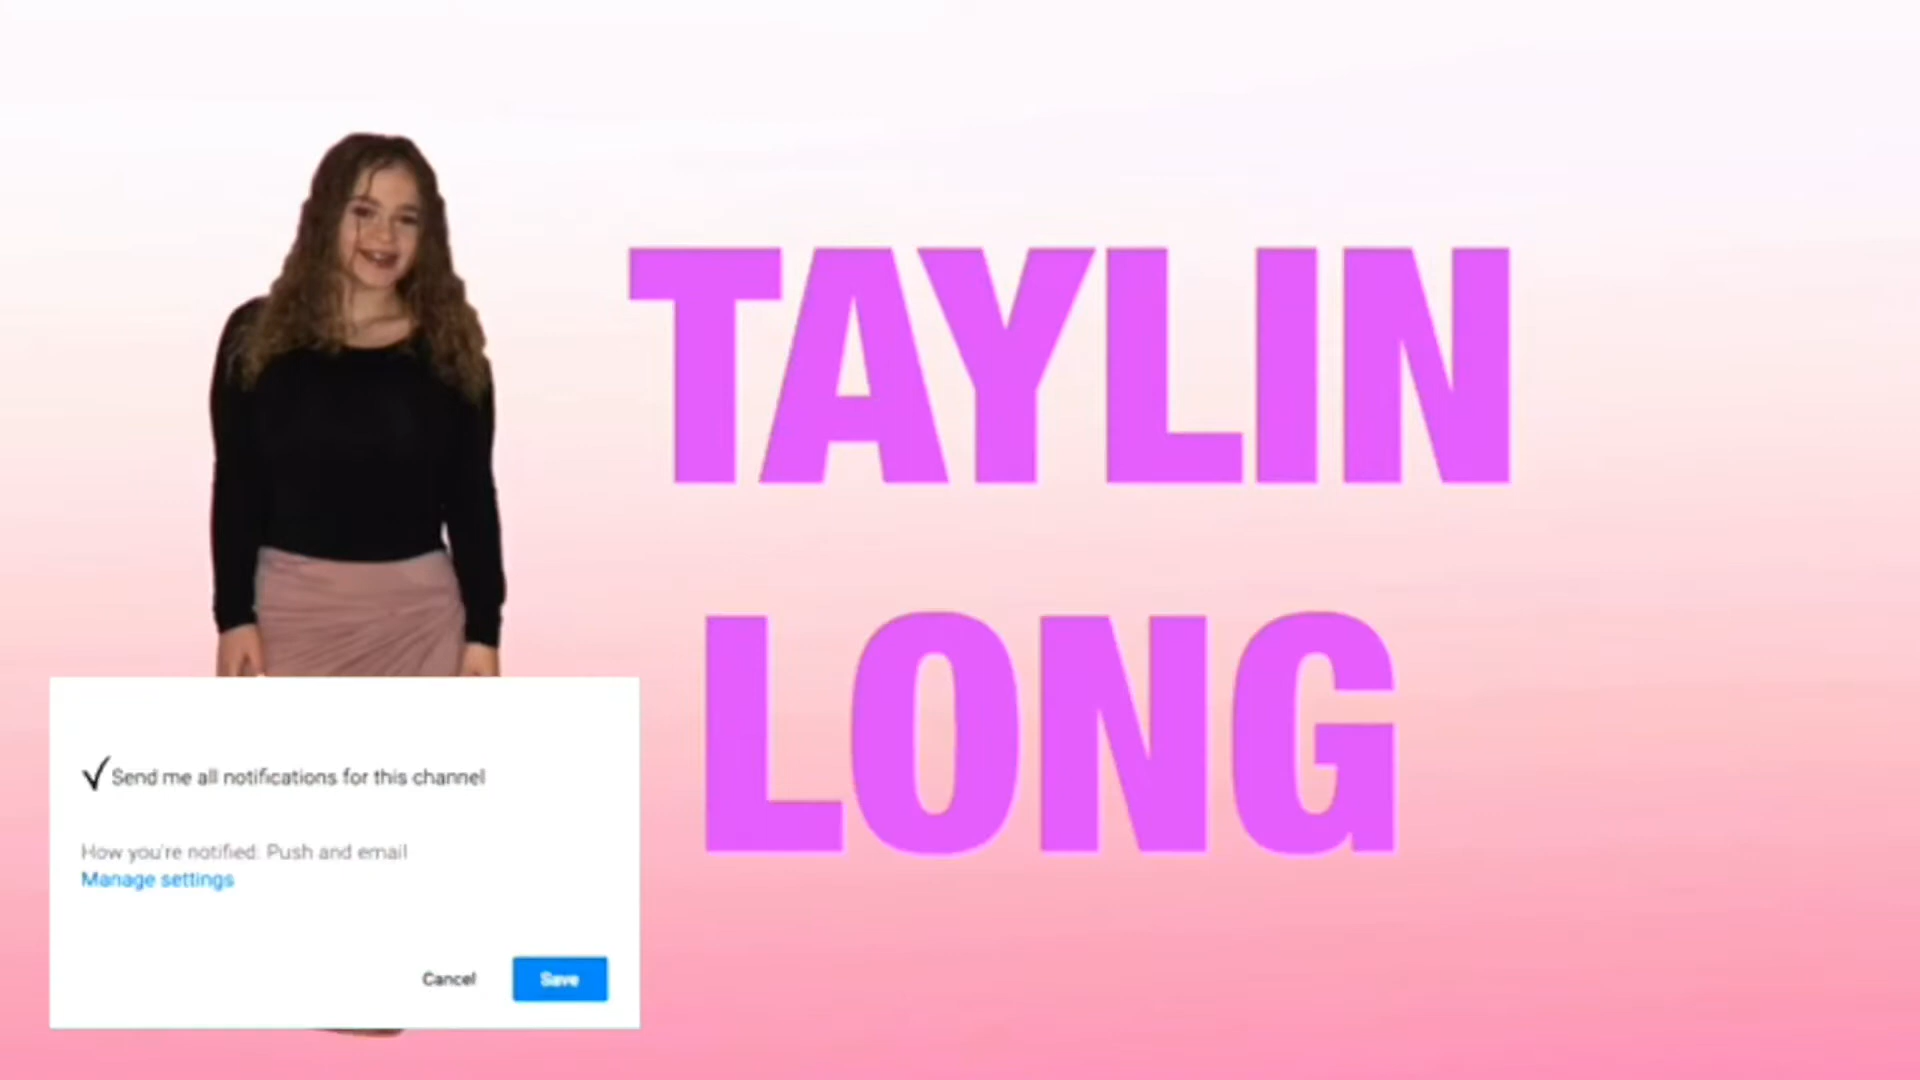 TAYLIN
LONG
Send me all notifications for this channel
How you're notified: Push and email
Manage settings
Cancel
Save